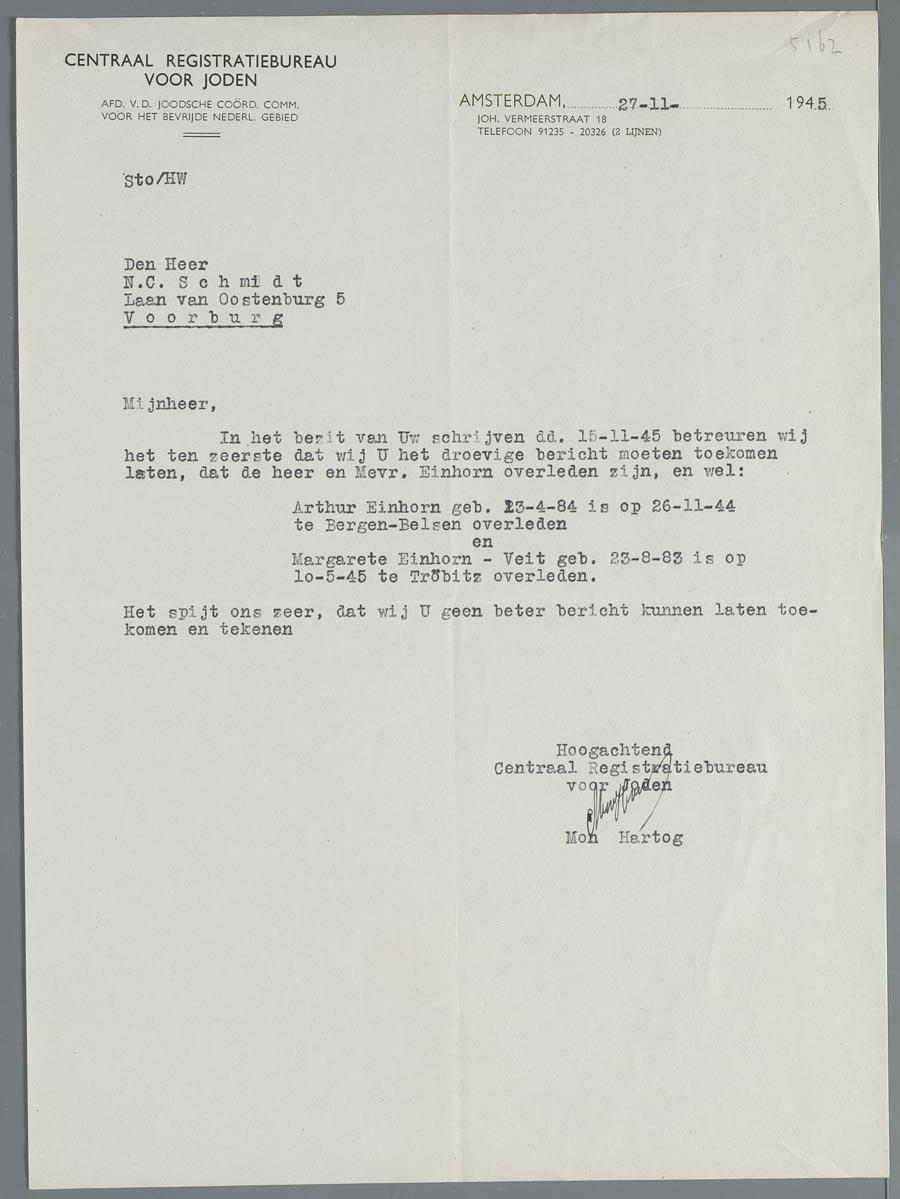 5162
CENTRAAL REGISTRATIEBUREAU
VOOR JODEN
AFD. V. D. JOODSCHE COÖRD. COMM.
VOOR HET BEVRIJDE NEDERL. GEBIED
AMSTERDAM, 27-11- 1945.
JOH. VERMEERSTRAAT 18
TELEFOON 91235 - 20326 (2 LIJNEN)
Sto/HW
Den Heer
N.C. S c h m i d t
Laan van Oostenburg 5
V o o r b u r g
Mijnheer,
In het bezit van Uw schrijven dd. 15-11-45 betreuren wij
het ten zeerste dat wij U het droevige bericht moeten toekomen
laten, dat de heer en Mevr. Einhorn overleden zijn, en wel:
Arthur Einhorn geb. 23-4-84 is op 26-11-44
te Bergen-Belsen overleden
en
Margarete Einhorn - Veit geb. 23-8-83 is op
lo-5-45 te Tröbitz overleden.
Het spijt ons zeer, dat wij U geen beter bericht kunnen laten toe-
komen en tekenen
Hoogachtend
Centraal Registratiebureau
voor Joden
Moh Hartog